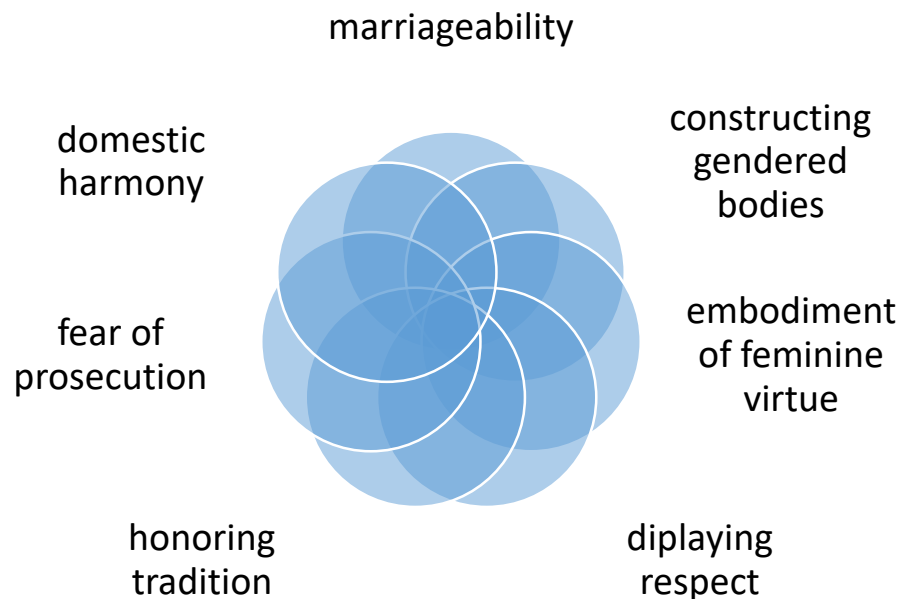 marriageability
constructing
gendered
bodies
embodiment
of feminine
virtue
diplaying
respect
honoring
tradition
fear of
prosecution
domestic
harmony